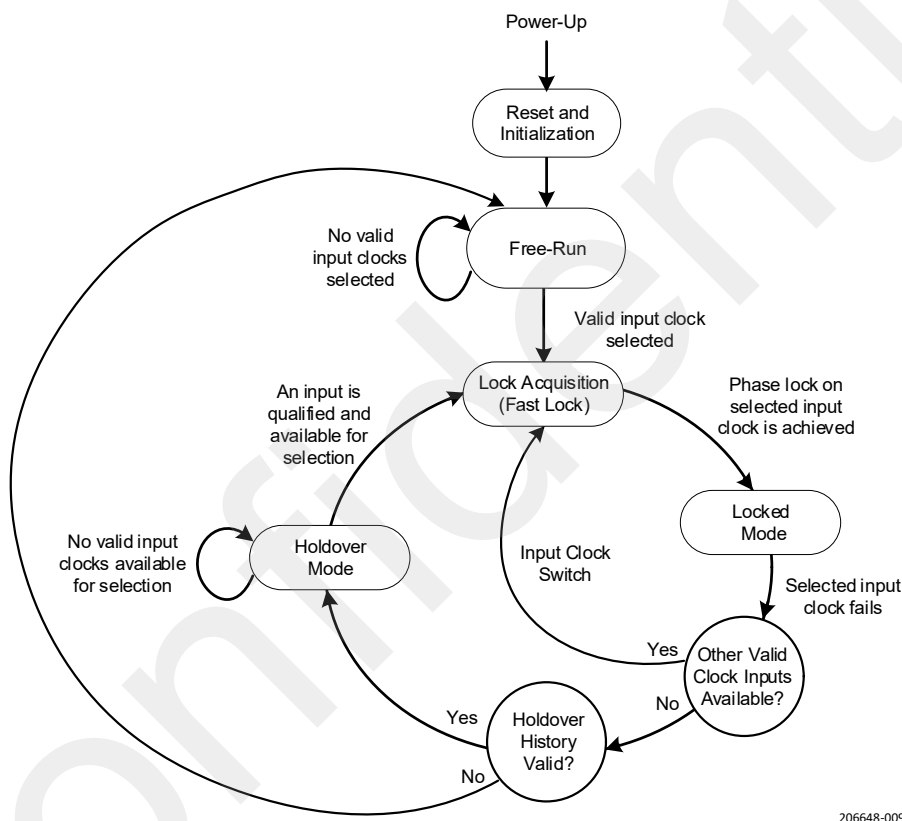 Power-Up
Reset and
Initialization
No valid
input clocks
selected
Free-Run
Valid input clock
selected
Lock Acquisition
(Fast Lock)
An input is
qualified and
available for
selection
Phase lock on
selected input
clock is achieved
Locked
Mode
No valid input
clocks available
for selection
Holdover
Mode
Input Clock
Switch
Selected input
clock fails
Other Valid
Clock Inputs
Available?
Yes
No
Holdover
History
Valid?
Yes
No
206648-009
onfidenti